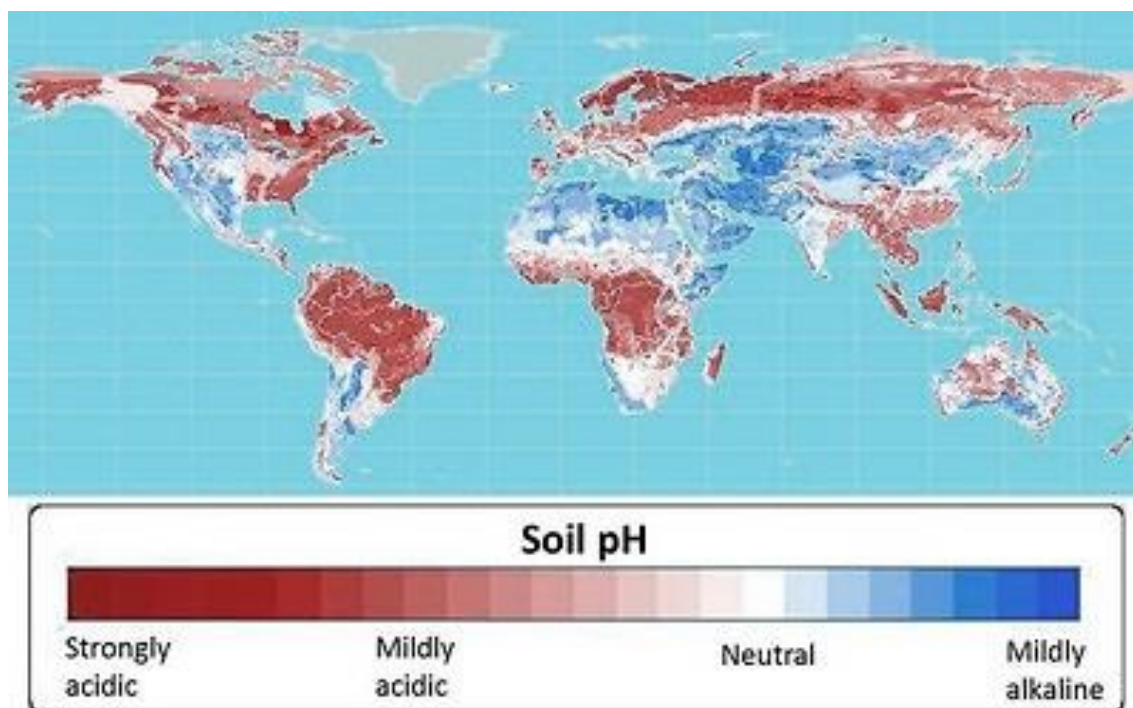 Soil pH
Strongly acidic
Mildly acidic
Neutral
Mildly alkaline